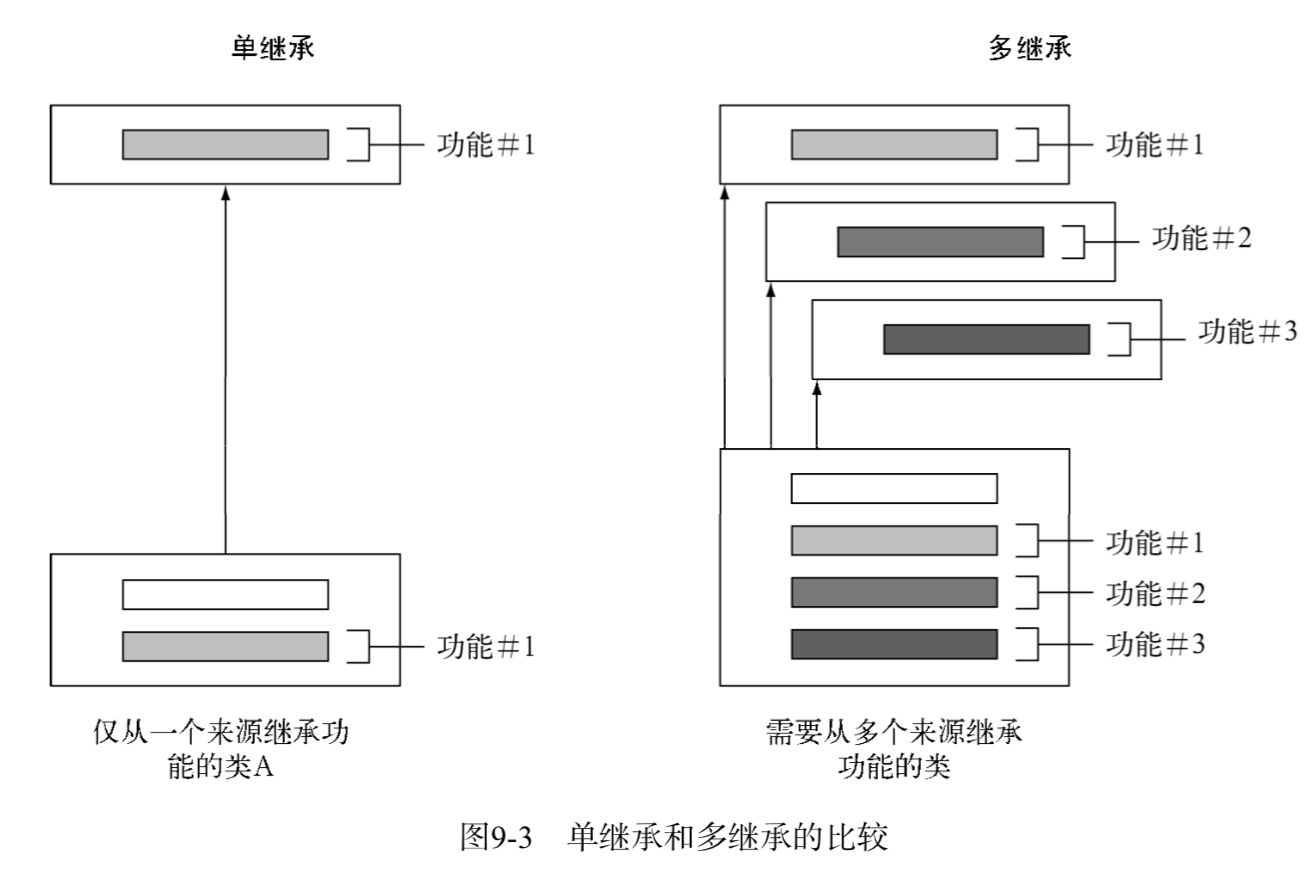 单继承
多继承
功能＃1
功能＃1
功能＃2
功能＃3
功能＃1
功能＃1
功能＃2
功能＃3
仅从一个来源继承功
能的类A
需要从多个来源继承
功能的类
图9-3 单继承和多继承的比较